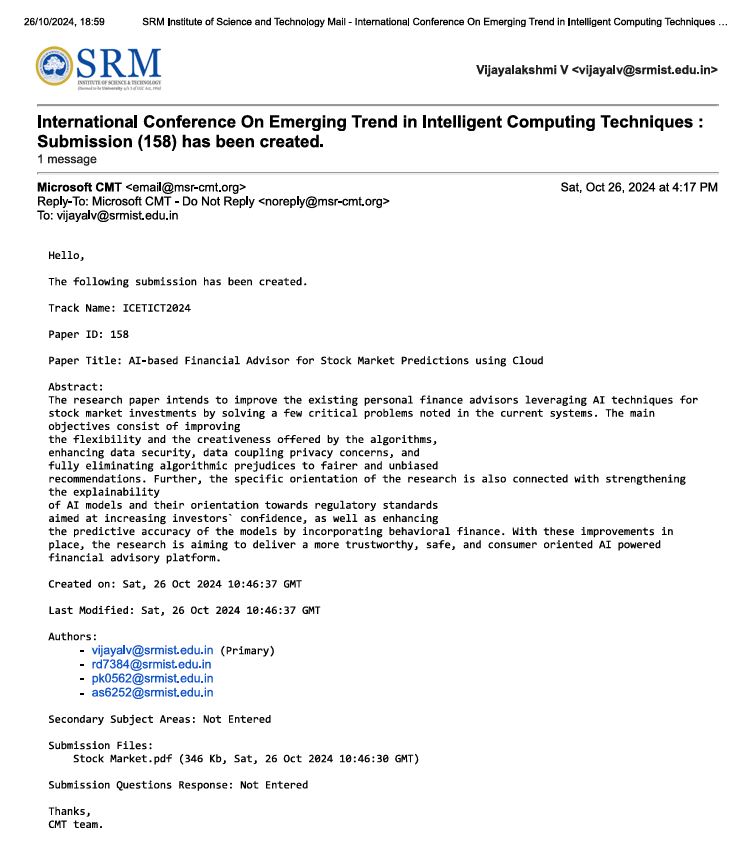 26/10/2024, 18:59 SRM Institute of Science and Technology Mail - International Conference On Emerging Trend in Intelligent Computing Techniques …
SRM
INSTITUTE OF SCIENCE & TECHNOLOGY
(Deemed to be University u/s 3 of UGC Act, 1956)
Vijayalakshmi V <vijayalv@srmist.edu.in>
International Conference On Emerging Trend in Intelligent Computing Techniques :
Submission (158) has been created.
1 message
Microsoft CMT <email@msr-cmt.org> Sat, Oct 26, 2024 at 4:17 PM
Reply-To: Microsoft CMT - Do Not Reply <noreply@msr-cmt.org>
To: vijayalv@srmist.edu.in
Hello,
The following submission has been created.
Track Name: ICETICT2024
Paper ID: 158
Paper Title: AI-based Financial Advisor for Stock Market Predictions using Cloud
Abstract:
The research paper intends to improve the existing personal finance advisors leveraging AI techniques for
stock market investments by solving a few critical problems noted in the current systems. The main
objectives consist of improving
the flexibility and the creativeness offered by the algorithms,
enhancing data security, data coupling privacy concerns, and
fully eliminating algorithmic prejudices to fairer and unbiased
recommendations. Further, the specific orientation of the research is also connected with strengthening
the explainability
of AI models and their orientation towards regulatory standards
aimed at increasing investors` confidence, as well as enhancing
the predictive accuracy of the models by incorporating behavioral finance. With these improvements in
place, the research is aiming to deliver a more trustworthy, safe, and consumer oriented AI powered
financial advisory platform.
Created on: Sat, 26 Oct 2024 10:46:37 GMT
Last Modified: Sat, 26 Oct 2024 10:46:37 GMT
Authors:
- vijayalv@srmist.edu.in (Primary)
- rd7384@srmist.edu.in
- pk0562@srmist.edu.in
- as6252@srmist.edu.in
Secondary Subject Areas: Not Entered
Submission Files:
Stock Market.pdf (346 Kb, Sat, 26 Oct 2024 10:46:30 GMT)
Submission Questions Response: Not Entered
Thanks,
CMT team.